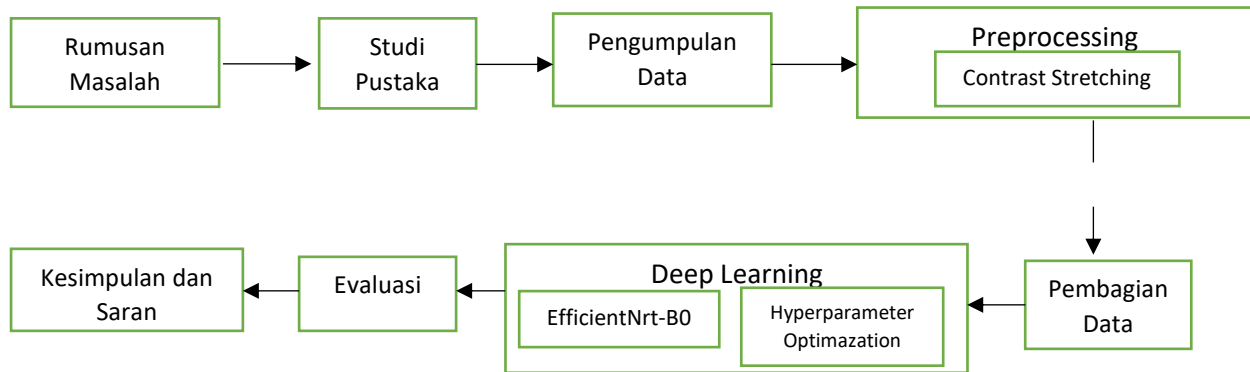 Rumusan
Masalah
Studi
Pustaka
Pengumpulan
Data
Preprocessing
Contrast Stretching
Pembagian
Data
Deep Learning
EfficientNrt-B0
Hyperparameter
Optimazation
Evaluasi
Kesimpulan dan
Saran